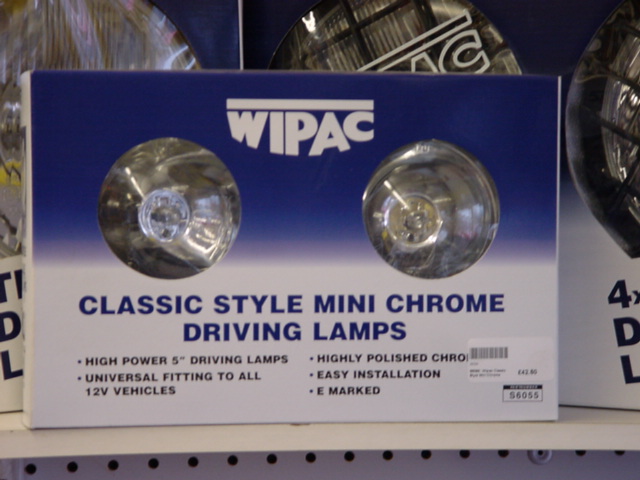 WIPAC
WIPAC
CLASSIC STYLE MINI CHROME
DRIVING LAMPS
• HIGH POWER 5" DRIVING LAMPS
• UNIVERSAL FITTING TO ALL
12V VEHICLES
• HIGHLY POLISHED CHRO
• EASY INSTALLATION
• E MARKED
£42.80
S6055
4x
D
L
D
L